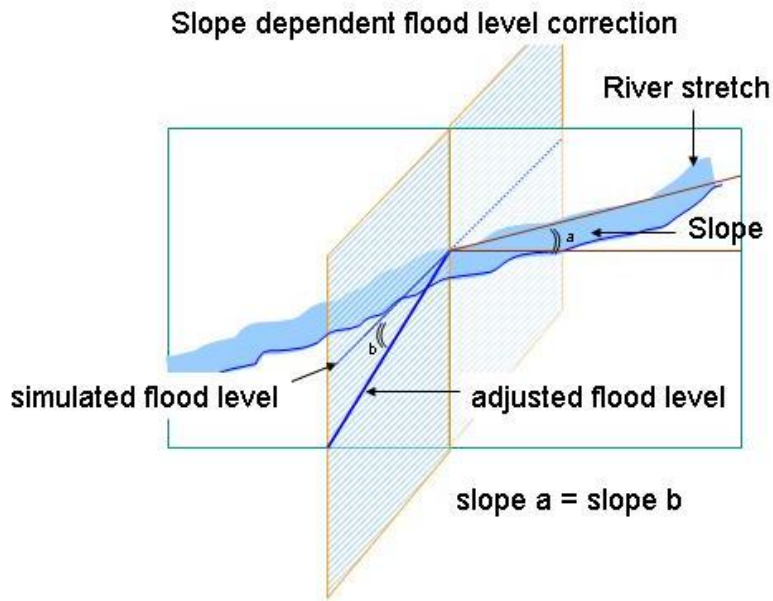 Slope dependent flood level correction
River stretch
a
Slope
b
simulated flood level
adjusted flood level
slope a = slope b